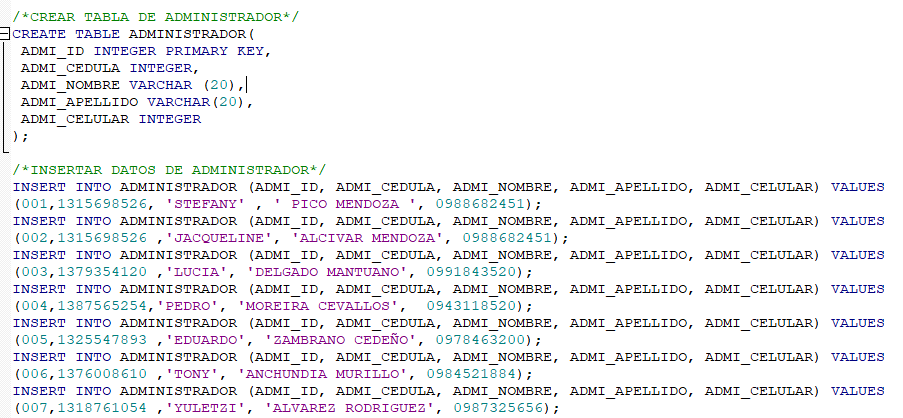 /*CREAR TABLA DE ADMINISTRADOR*/
CREATE TABLE ADMINISTRADOR(
ADMI_ID INTEGER PRIMARY KEY,
ADMI_CEDULA INTEGER,
ADMI_NOMBRE VARCHAR (20),
ADMI_APELLIDO VARCHAR(20),
ADMI_CELULAR INTEGER
);
/*INSERTAR DATOS DE ADMINISTRADOR*/
INSERT INTO ADMINISTRADOR (ADMI_ID, ADMI_CEDULA, ADMI_NOMBRE, ADMI_APELLIDO, ADMI_CELULAR) VALUES
(001,1315698526, 'STEFANY' , ' PICO MENDOZA ', 0988682451);
INSERT INTO ADMINISTRADOR (ADMI_ID, ADMI_CEDULA, ADMI_NOMBRE, ADMI_APELLIDO, ADMI_CELULAR) VALUES
(002,1315698526 ,'JACQUELINE', 'ALCIVAR MENDOZA', 0988682451);
INSERT INTO ADMINISTRADOR (ADMI_ID, ADMI_CEDULA, ADMI_NOMBRE, ADMI_APELLIDO, ADMI_CELULAR) VALUES
(003,1379354120 ,'LUCIA', 'DELGADO MANTUANO', 0991843520);
INSERT INTO ADMINISTRADOR (ADMI_ID, ADMI_CEDULA, ADMI_NOMBRE, ADMI_APELLIDO, ADMI_CELULAR) VALUES
(004,1387565254,'PEDRO', 'MOREIRA CEVALLOS',  0943118520);
INSERT INTO ADMINISTRADOR (ADMI_ID, ADMI_CEDULA, ADMI_NOMBRE, ADMI_APELLIDO, ADMI_CELULAR) VALUES
(005,1325547893 ,'EDUARDO', 'ZAMBRANO CEDEÑO', 0978463200);
INSERT INTO ADMINISTRADOR (ADMI_ID, ADMI_CEDULA, ADMI_NOMBRE, ADMI_APELLIDO, ADMI_CELULAR) VALUES
(006,1376008610 ,'TONY', 'ANCHUNDIA MURILLO', 0984521884);
INSERT INTO ADMINISTRADOR (ADMI_ID, ADMI_CEDULA, ADMI_NOMBRE, ADMI_APELLIDO, ADMI_CELULAR) VALUES
(007,1318761054 ,'YULETZI', 'ALVAREZ RODRIGUEZ', 0987325656);